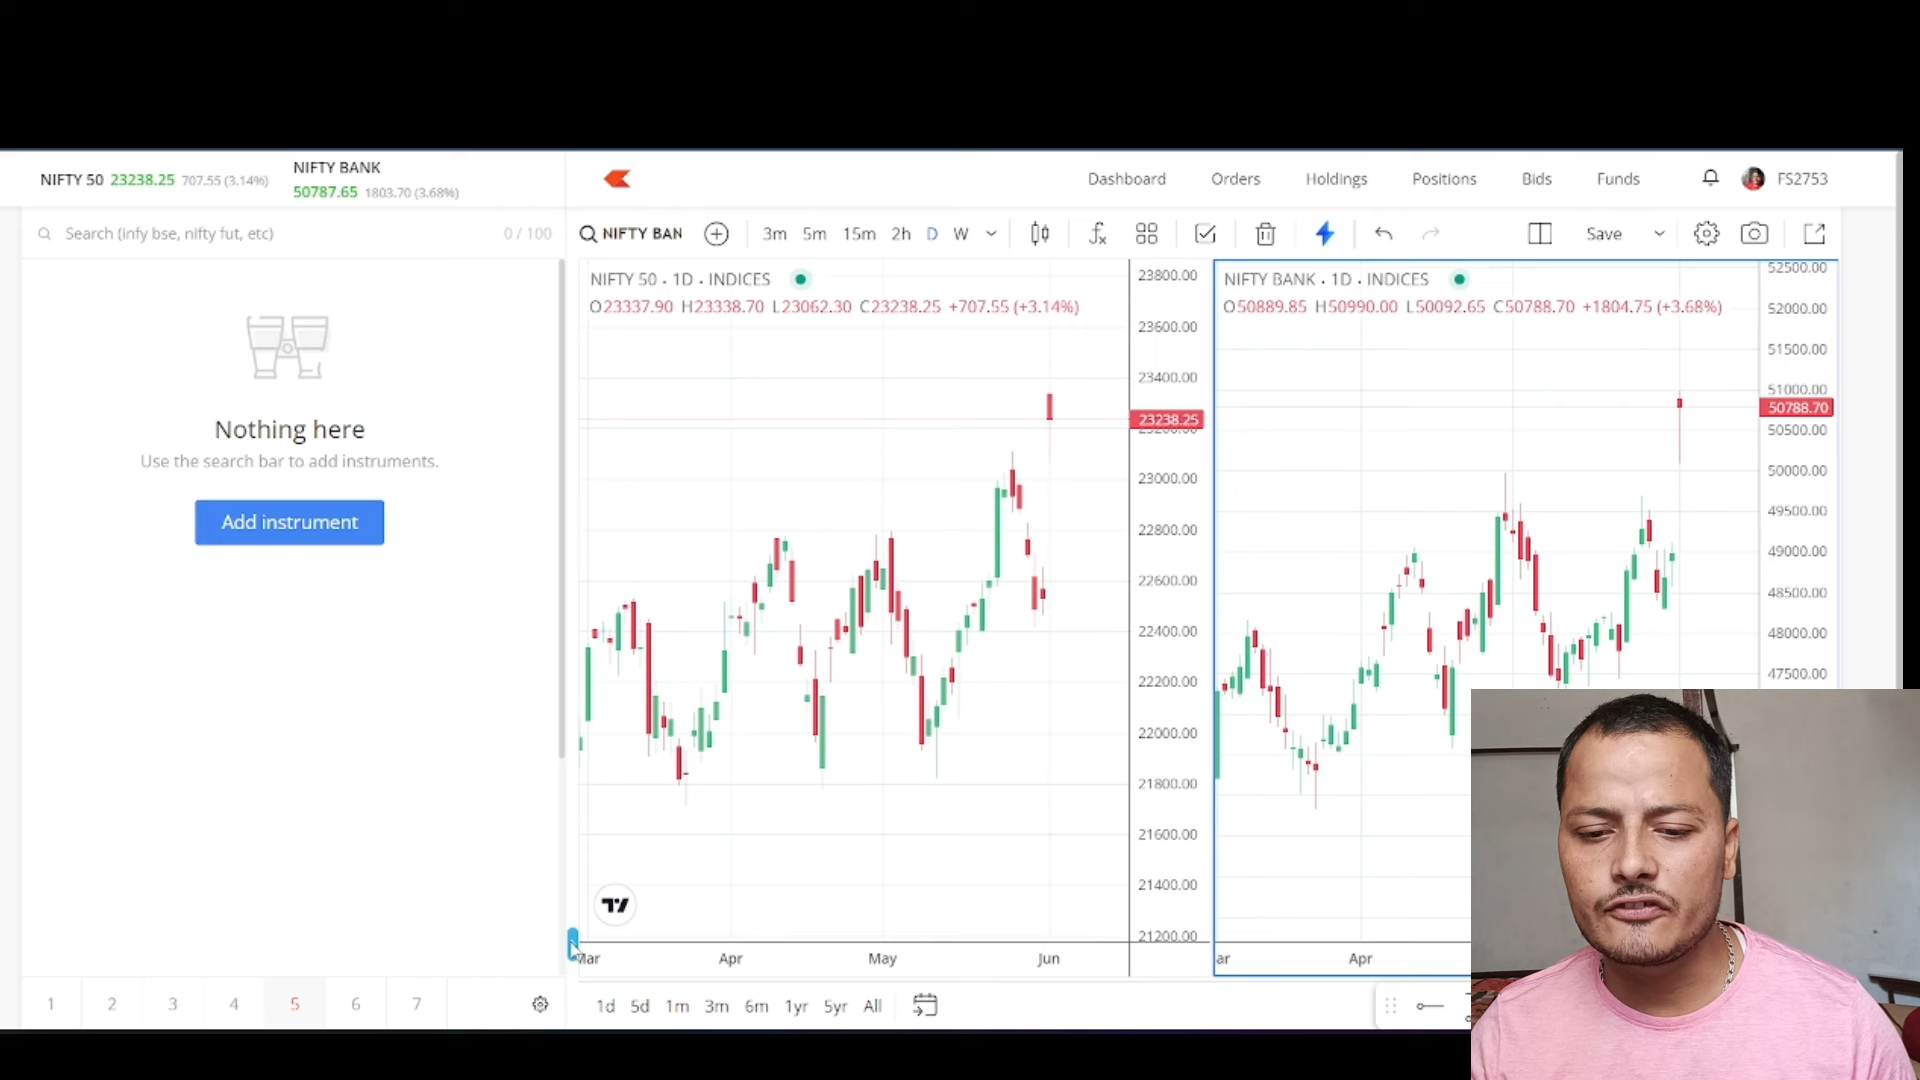 NIFTY 50 23238.25 707.55 (3.14%)
NIFTY BANK
50787.65 1803.70 (3.68%)
Dashboard Orders Holdings Positions Bids Funds FS2753
Search (infy bse, nifty fut, etc) 0 / 100
NIFTY BAN 3m 5m 15m 2h D W Save
NIFTY 50 · 1D · INDICES
O23337.90 H23338.70 L23062.30 C23238.25 +707.55 (+3.14%)
NIFTY BANK · 1D · INDICES
O50889.85 H50990.00 L50092.65 C50788.70 +1804.75 (+3.68%)
Nothing here
Use the search bar to add instruments.
Add instrument
23800.00
23600.00
23400.00
23238.25
23200.00
23000.00
22800.00
22600.00
22400.00
22200.00
22000.00
21800.00
21600.00
21400.00
21200.00
52500.00
52000.00
51500.00
51000.00
50788.70
50500.00
50000.00
49500.00
49000.00
48500.00
48000.00
47500.00
Mar Apr May Jun
ar Apr
1 2 3 4 5 6 7
1d 5d 1m 3m 6m 1yr 5yr All